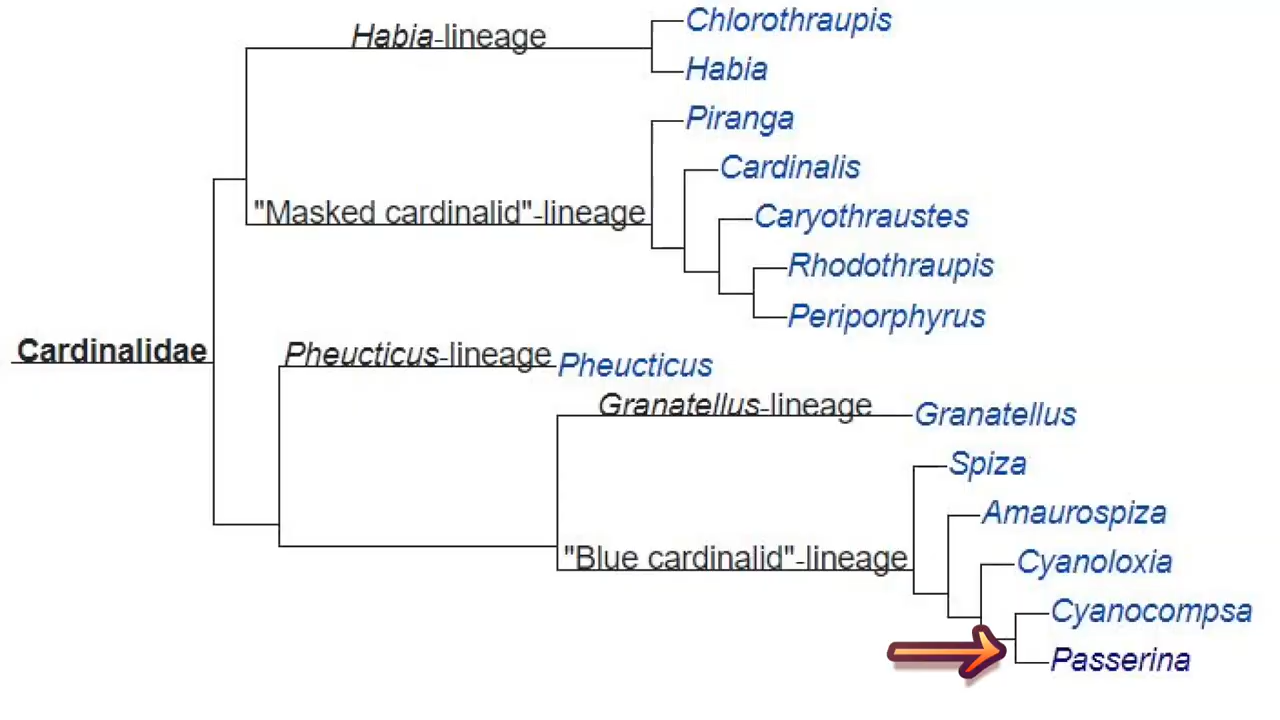 Chlorothraupis
Habia-lineage
Habia
Piranga
Cardinalis
"Masked cardinalid"-lineage
Caryothraustes
Rhodothraupis
Periporphyrus
Cardinalidae
Pheucticus-lineage
Pheucticus
Granatellus-lineage
Granatellus
Spiza
Amaurospiza
"Blue cardinalid"-lineage
Cyanoloxia
Cyanocompsa
Passerina